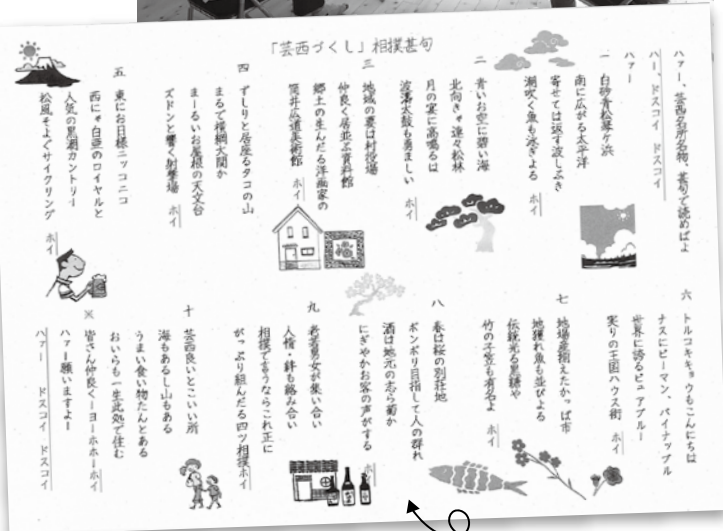 「芸西づくし」相撲甚句
ハァー、芸西名所名物、甚句で読めばよ
ハー、ドスコイ ドスコイ
ハァー
一 白砂青松琴ケ浜
南に広がる太平洋
寄せては返す波しぶき
潮吹く魚も游きよる ホイ
二 青いお空に碧い海
北向きゃ連々松林
月の宴に高鳴るは
波濤太鼓も勇ましい ホイ
三 地域の要は村役場
仲良く居並ぶ資料館
郷土の生んだる洋画家の
筒井広道美術館 ホイ
四 ずしりと居座るタコの山
まるで横綱大関か
まーるいお屋根の天文台
ズドンと響く射撃場 ホイ
五 東にお日様ニッコニコ
西にゃ白亜のロイヤルと
人気の黒潮カントリー
松風そよぐサイクリング ホイ
六 トルコキキョウもこんにちは
ナスにピーマン、パイナップル
世界に誇るピュアブルー
実りの王国ハウス街 ホイ
七 地場産揃えたかっぱ市
地獲れ魚も並びよる
伝統光る黒糖や
竹の子寿も有名よ ホイ
八 春は桜の別荘地
ボンボリ目指して人の群れ
酒は地元の志ら菊か
にぎやかお客の声がする ホイ
九 老若男女が集い合い
人情・絆も絡み合い
相撲で言うならこれ正に
がっぷり組んだる四ツ相撲ホイ
十 芸西良いとこいい所
海もあるし山もある
うまい食い物たんとある
おいらも一生此処で住む
※ 皆さん仲良くーヨーホホーホイ
ハァー願いますよー
ハァー ドスコイ ドスコイ